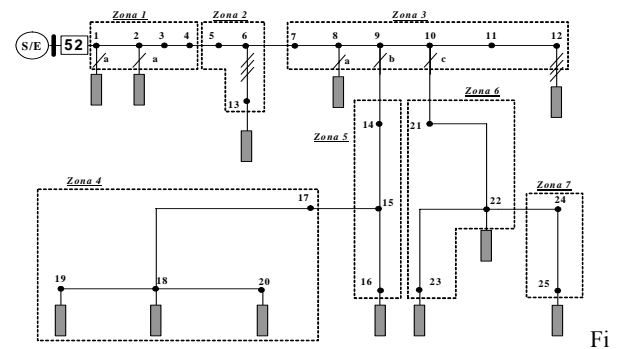 Zona 1 Zona 2 Zona 3
S/E 52 1 2 3 4 5 6 7 8 9 10 11 12
a a a b c
13
Zona 5 14 21 Zona 6
Zona 4 Zona 7
17 15 22 24
19 18 20 16 23 25
Fi